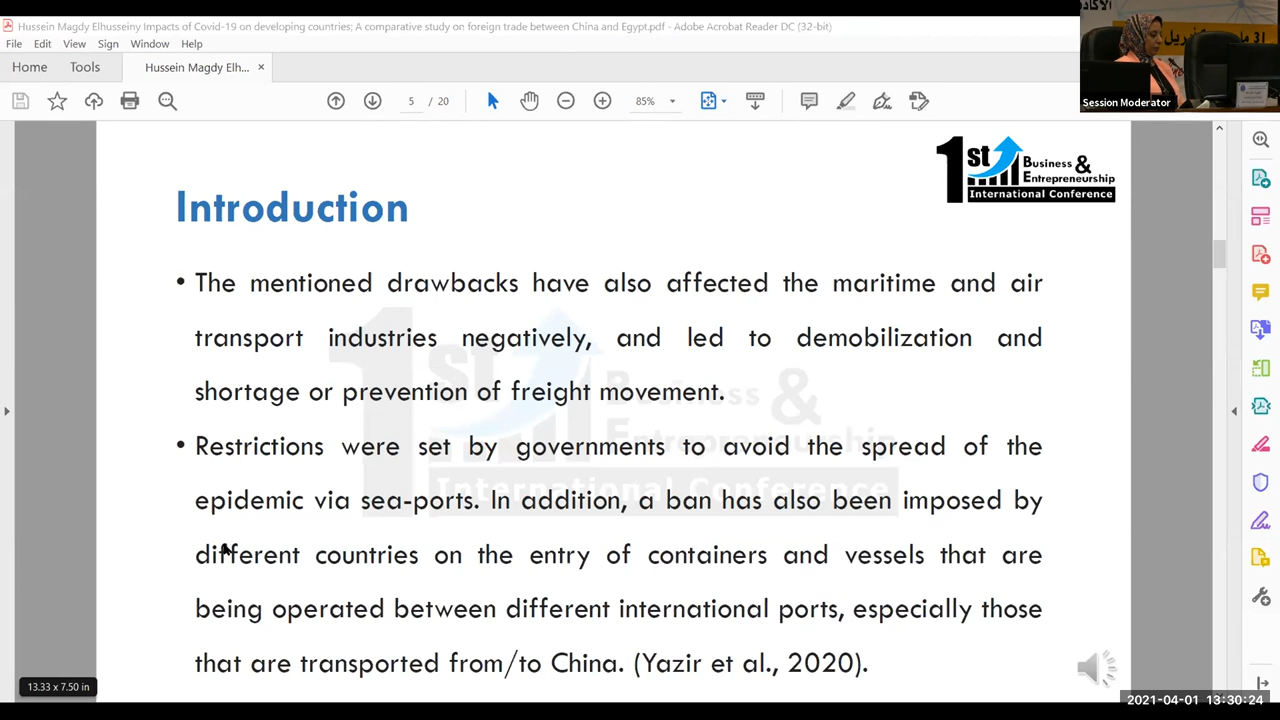 Hussein Magdy Elhusseiny Impacts of Covid-19 on developing countries; A comparative study on foreign trade between China and Egypt.pdf - Adobe Acrobat Reader DC (32-bit)
File Edit View Sign Window Help
Home Tools Hussein Magdy Elh... ×
5 / 20 85%
Session Moderator
1st Business & Entrepreneurship International Conference
Introduction
• The mentioned drawbacks have also affected the maritime and air
transport industries negatively, and led to demobilization and
shortage or prevention of freight movement.
• Restrictions were set by governments to avoid the spread of the
epidemic via sea-ports. In addition, a ban has also been imposed by
different countries on the entry of containers and vessels that are
being operated between different international ports, especially those
that are transported from/to China. (Yazir et al., 2020).
1st Business & Entrepreneurship International Conference
13.33 x 7.50 in
2021-04-01 13:30:24